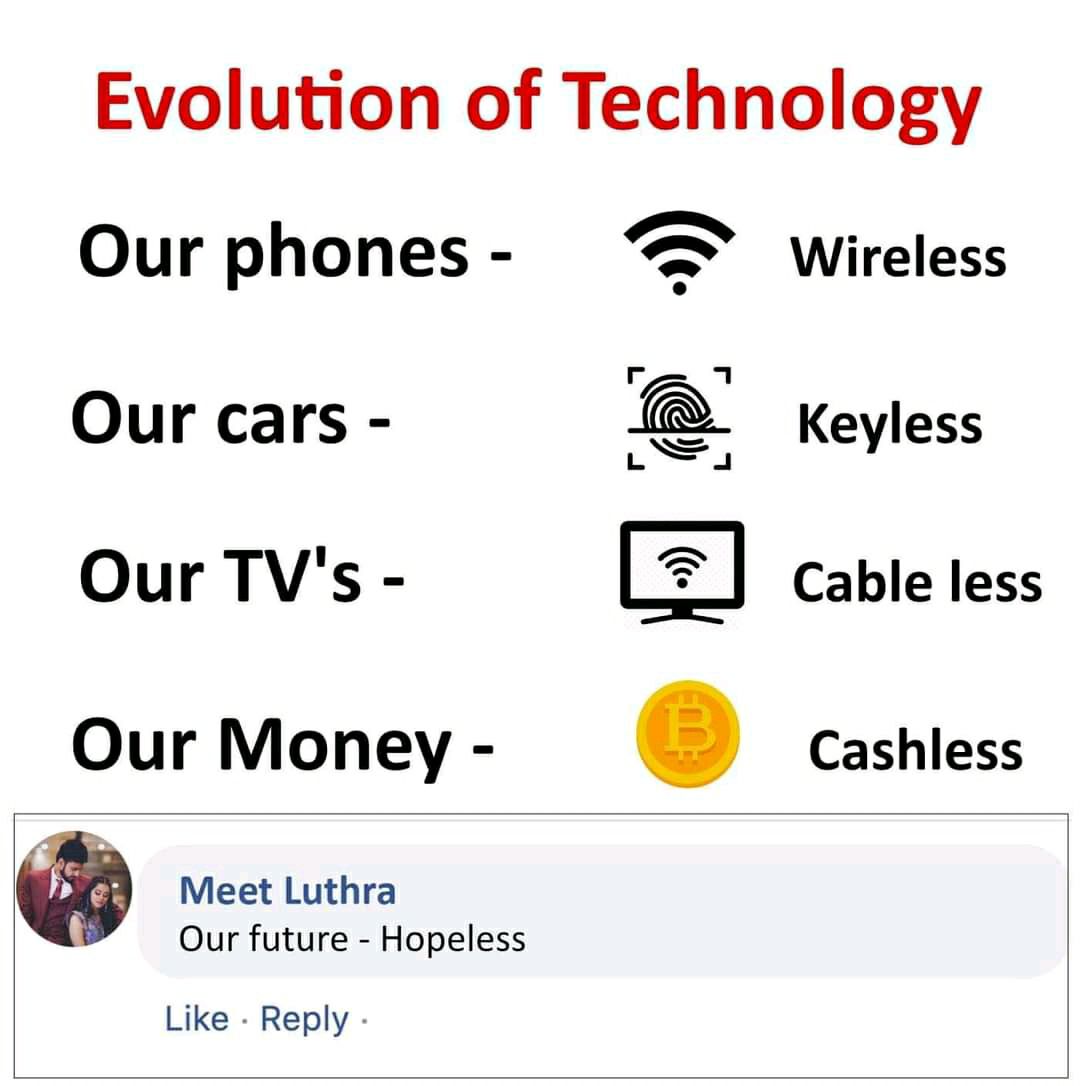 Evolution of Technology
Our phones - Wireless
Our cars - Keyless
Our TV's - Cable less
Our Money - Cashless
Meet Luthra
Our future - Hopeless
Like · Reply ·